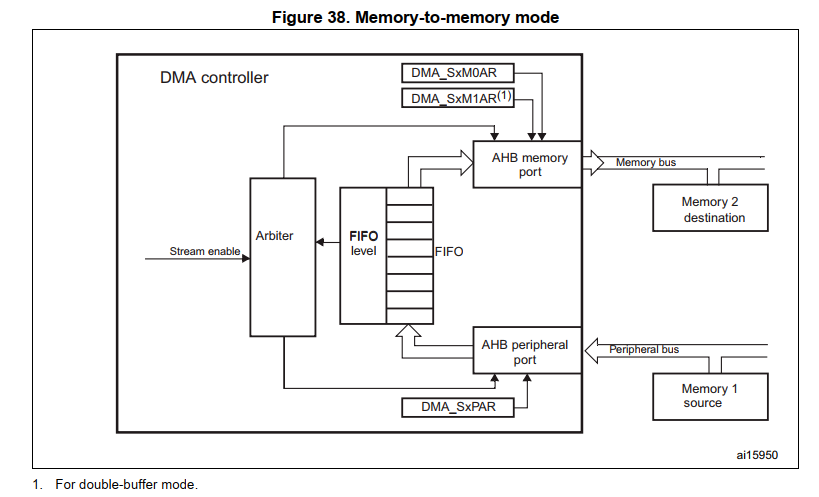 Figure 38. Memory-to-memory mode
DMA controller
DMA_SxM0AR
DMA_SxM1AR(1)
AHB memory
port
Memory bus
Memory 2
destination
Arbiter
FIFO
level
FIFO
Stream enable
AHB peripheral
port
Peripheral bus
Memory 1
source
DMA_SxPAR
ai15950
1. For double-buffer mode.